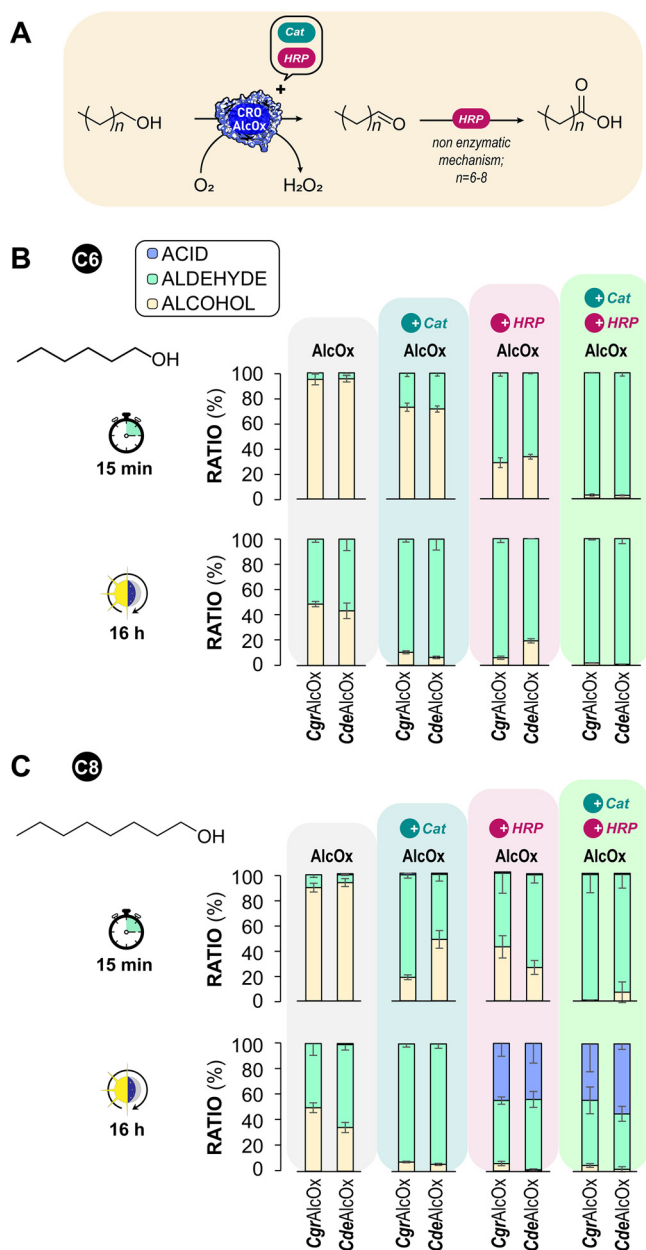 A
Cat
HRP
+
CRO
AlcOx
OH
n
O
n
HRP
O
OH
n
non enzymatic
mechanism;
n=6-8
O2
H2O2
B C6
ACID
ALDEHYDE
ALCOHOL
+ Cat
+ HRP
+ Cat
+ HRP
AlcOx AlcOx AlcOx AlcOx
OH
15 min
RATIO (%)
100
80
60
40
20
0
16 h
RATIO (%)
100
80
60
40
20
0
CgrAlcOx
CdeAlcOx
CgrAlcOx
CdeAlcOx
CgrAlcOx
CdeAlcOx
CgrAlcOx
CdeAlcOx
C C8
+ Cat
+ HRP
+ Cat
+ HRP
AlcOx AlcOx AlcOx AlcOx
OH
15 min
RATIO (%)
100
80
60
40
20
0
16 h
RATIO (%)
100
80
60
40
20
0
CgrAlcOx
CdeAlcOx
CgrAlcOx
CdeAlcOx
CgrAlcOx
CdeAlcOx
CgrAlcOx
CdeAlcOx